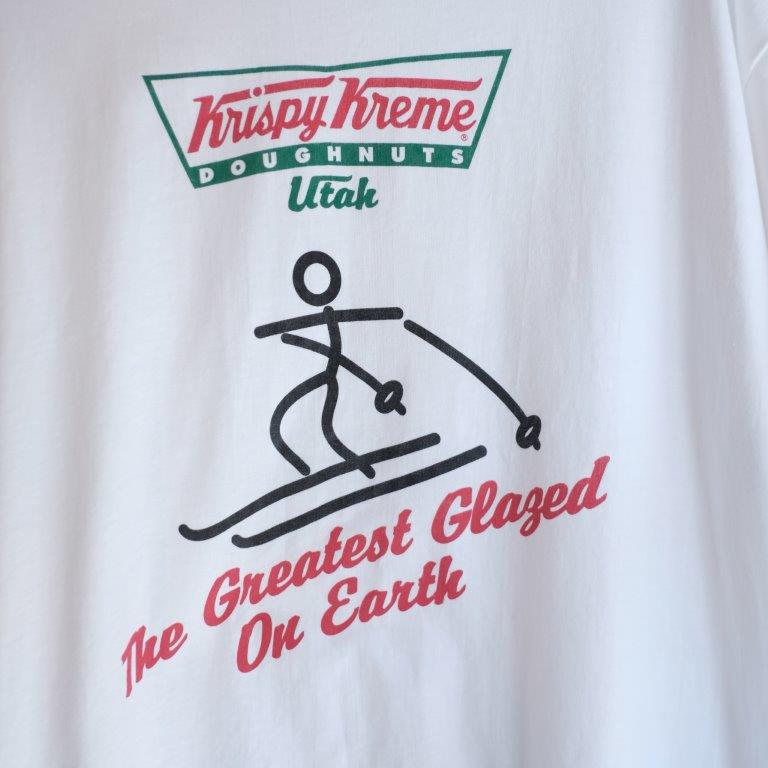 Krispy Kreme®
DOUGHNUTS
Utah
The Greatest Glazed
On Earth